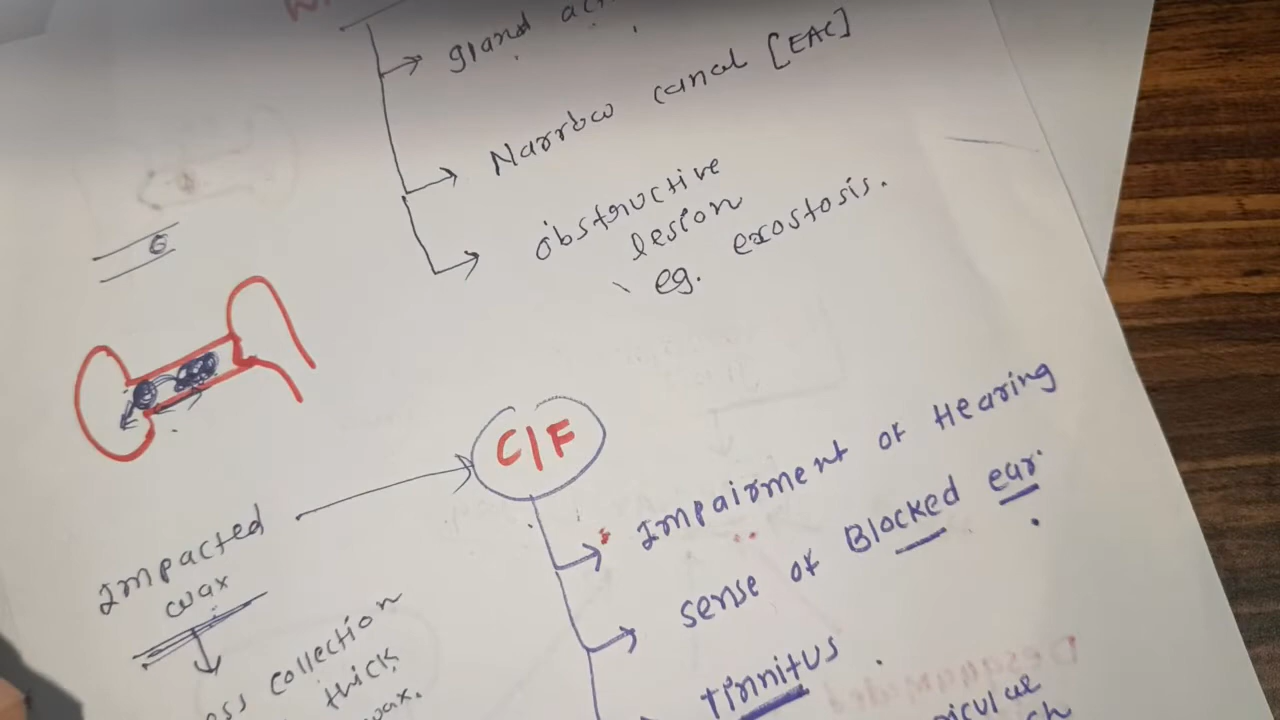 gland
Narrow canal [EAC]
obstructive
lesion
eg. exostosis.
C/F
Impairment of Hearing
sense of Blocked ear
Tinnitus
Impacted
wax
collection
thick
wax.